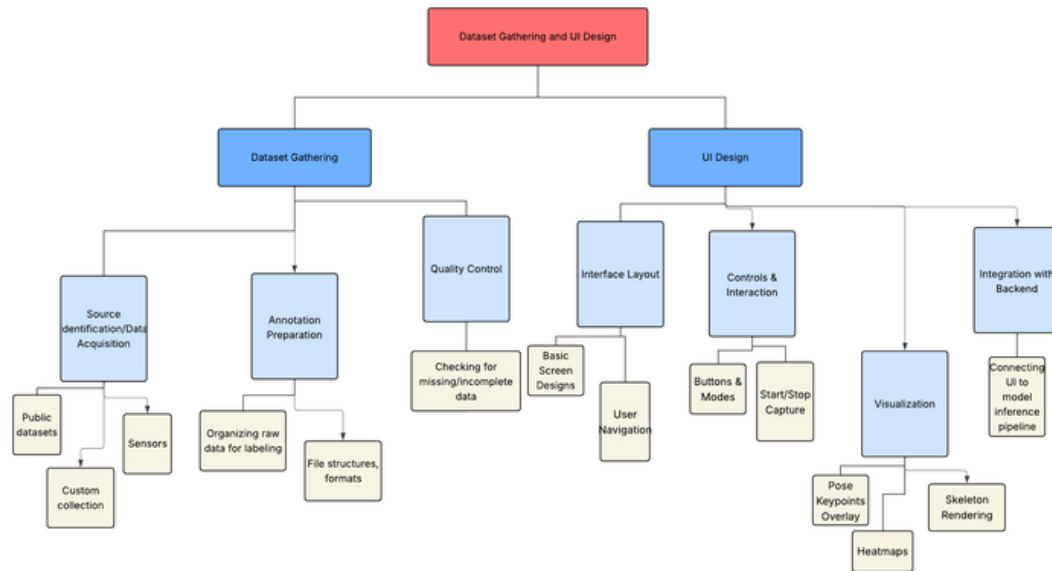 Dataset Gathering and UI Design
Dataset Gathering
UI Design
Source
dentification/Data
Acquisition
Annotation
Preparation
Quality Control
Interface Layout
Controls &
Interaction
Visualization
Integration with
Backend
Public
datasets
Custom
collection
Sensors
Organizing raw
data for labeling
File structures,
formats
Checking for
missing/incomplete
data
Basic
Screen
Designs
User
Navigation
Buttons &
Modes
Start/Stop
Capture
Pose
Keypoints
Overlay
Heatmaps
Skeleton
Rendering
Connecting
UI to
model
inference
pipeline